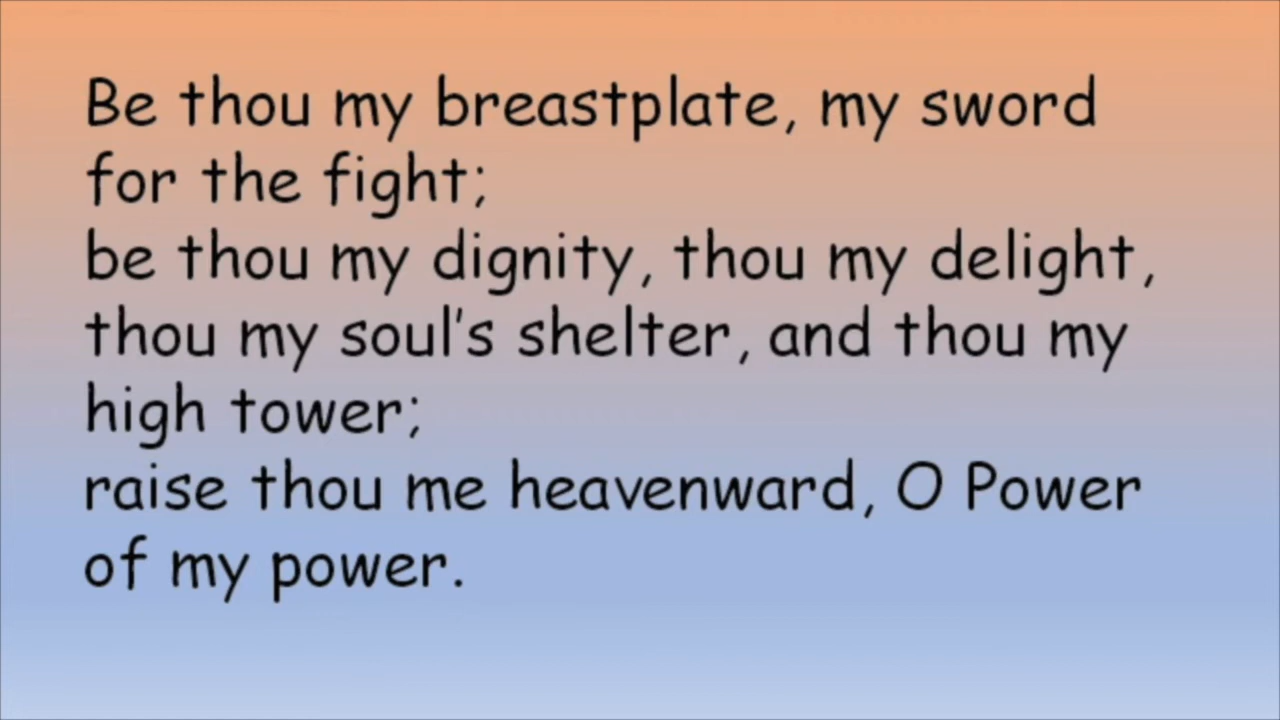 Be thou my breastplate, my sword
for the fight;
be thou my dignity, thou my delight,
thou my soul's shelter, and thou my
high tower;
raise thou me heavenward, O Power
of my power.